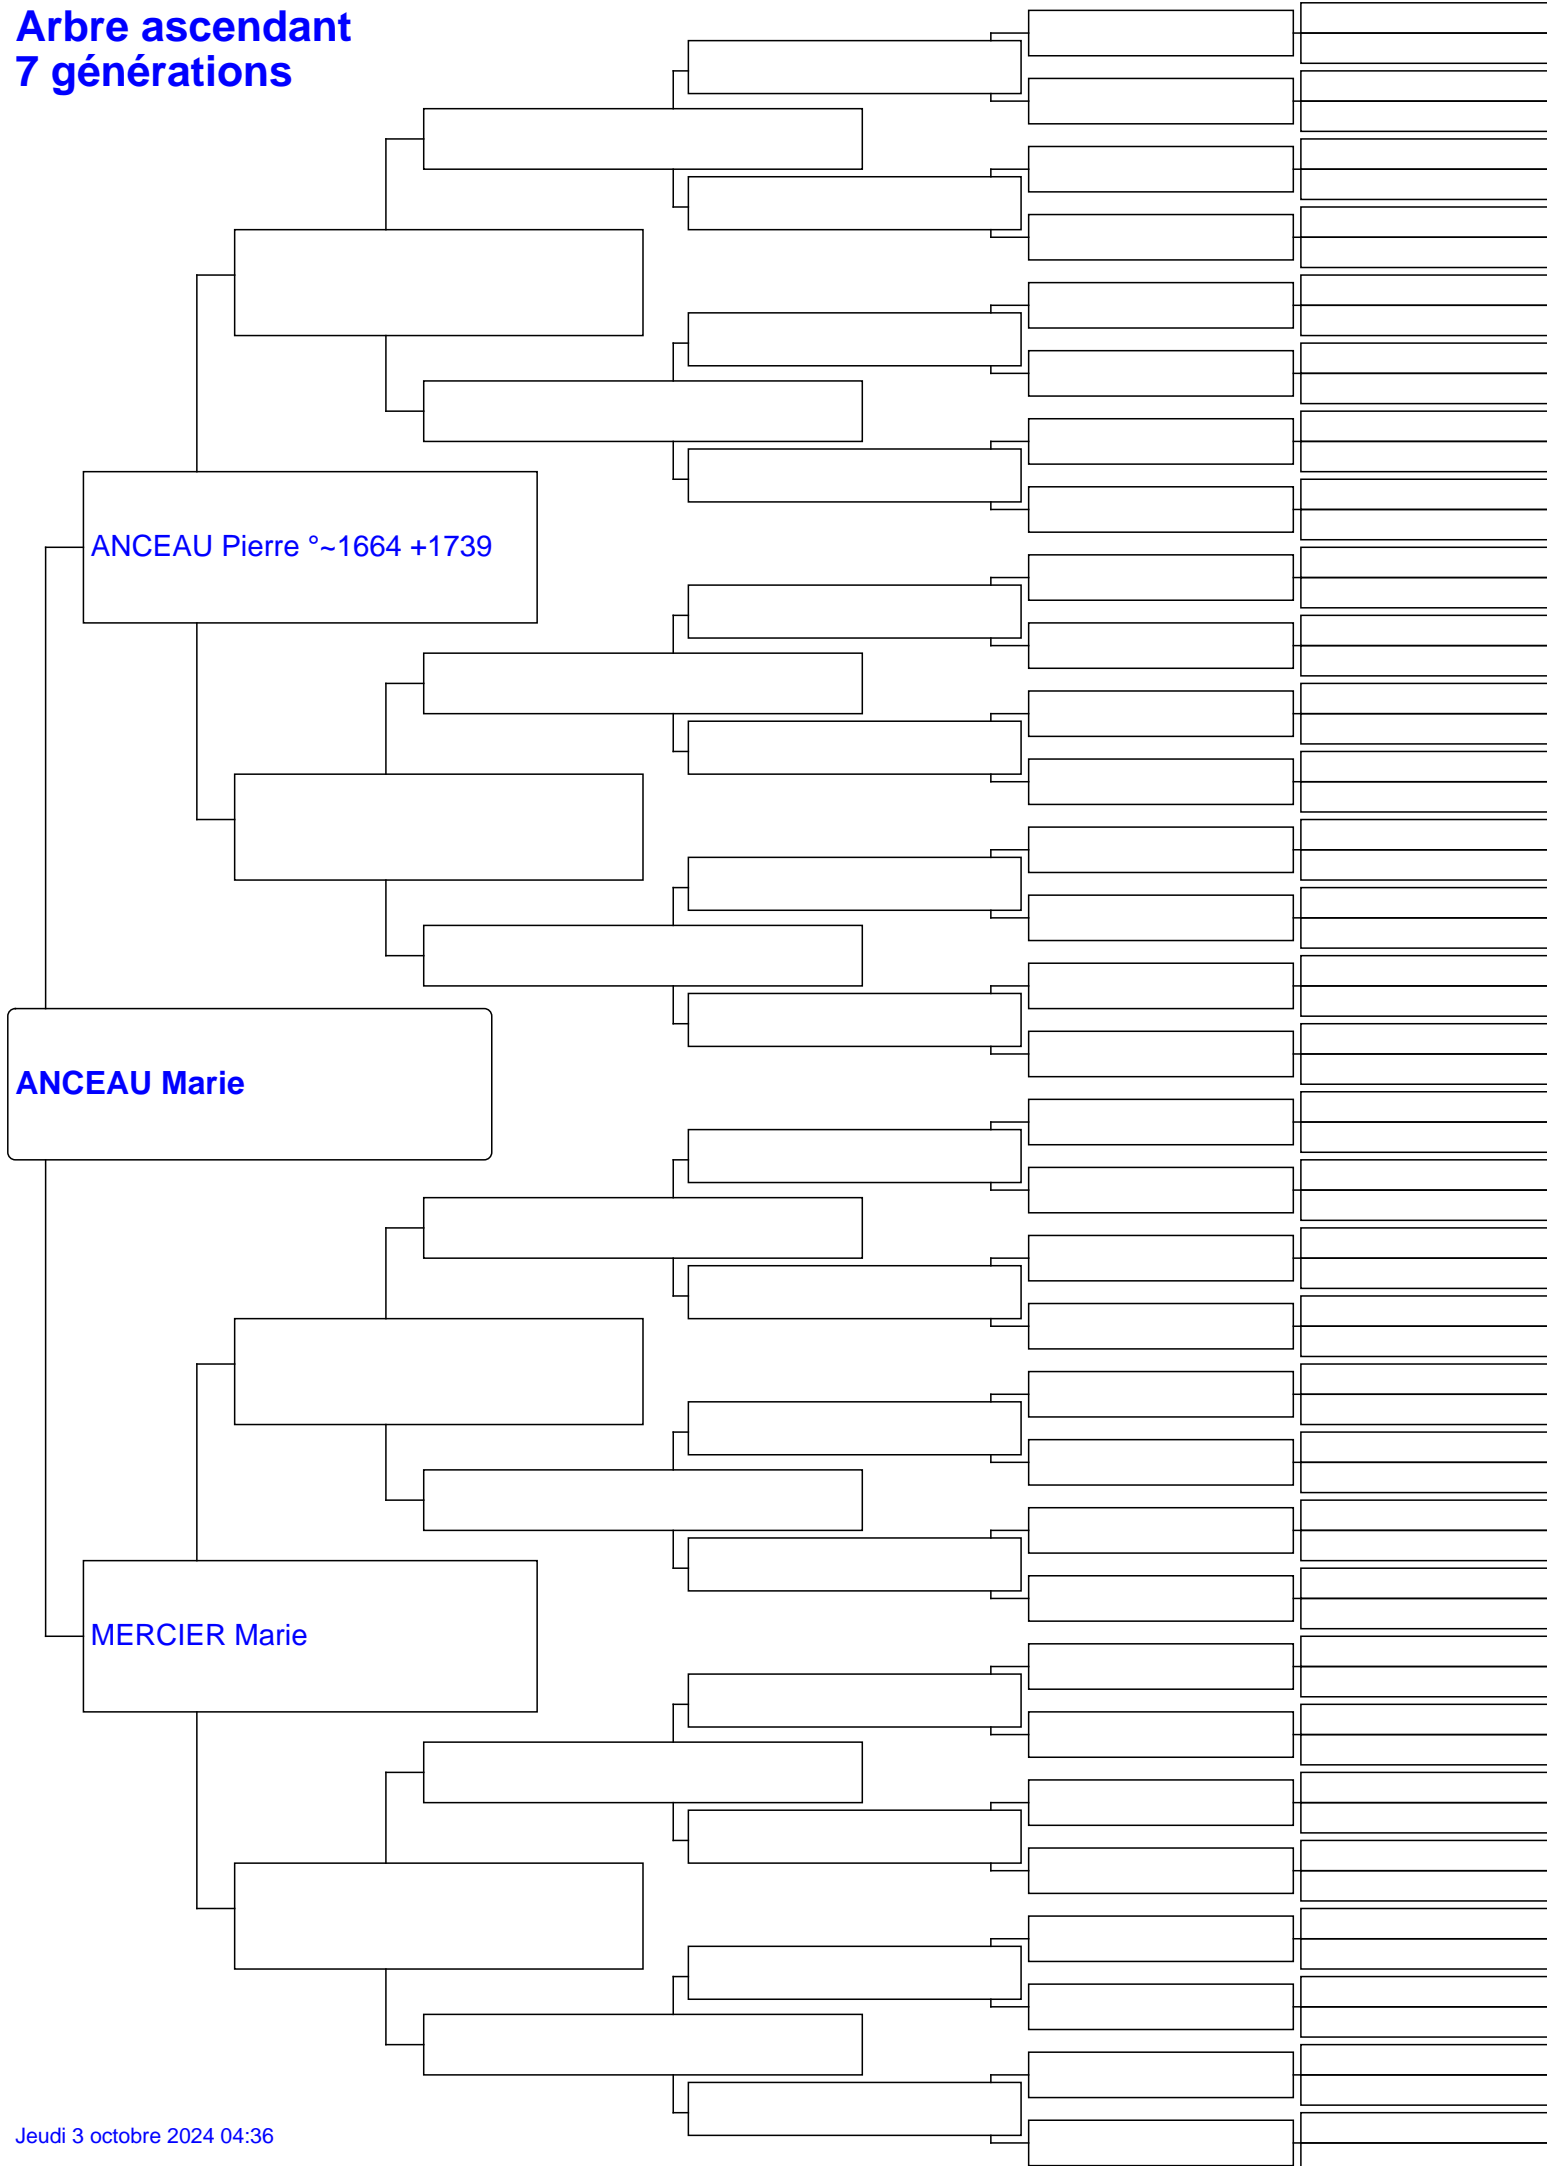 Arbre ascendant
7 générations
ANCEAU Pierre °~1664 +1739
ANCEAU Marie
MERCIER Marie
Jeudi 3 octobre 2024 04:36